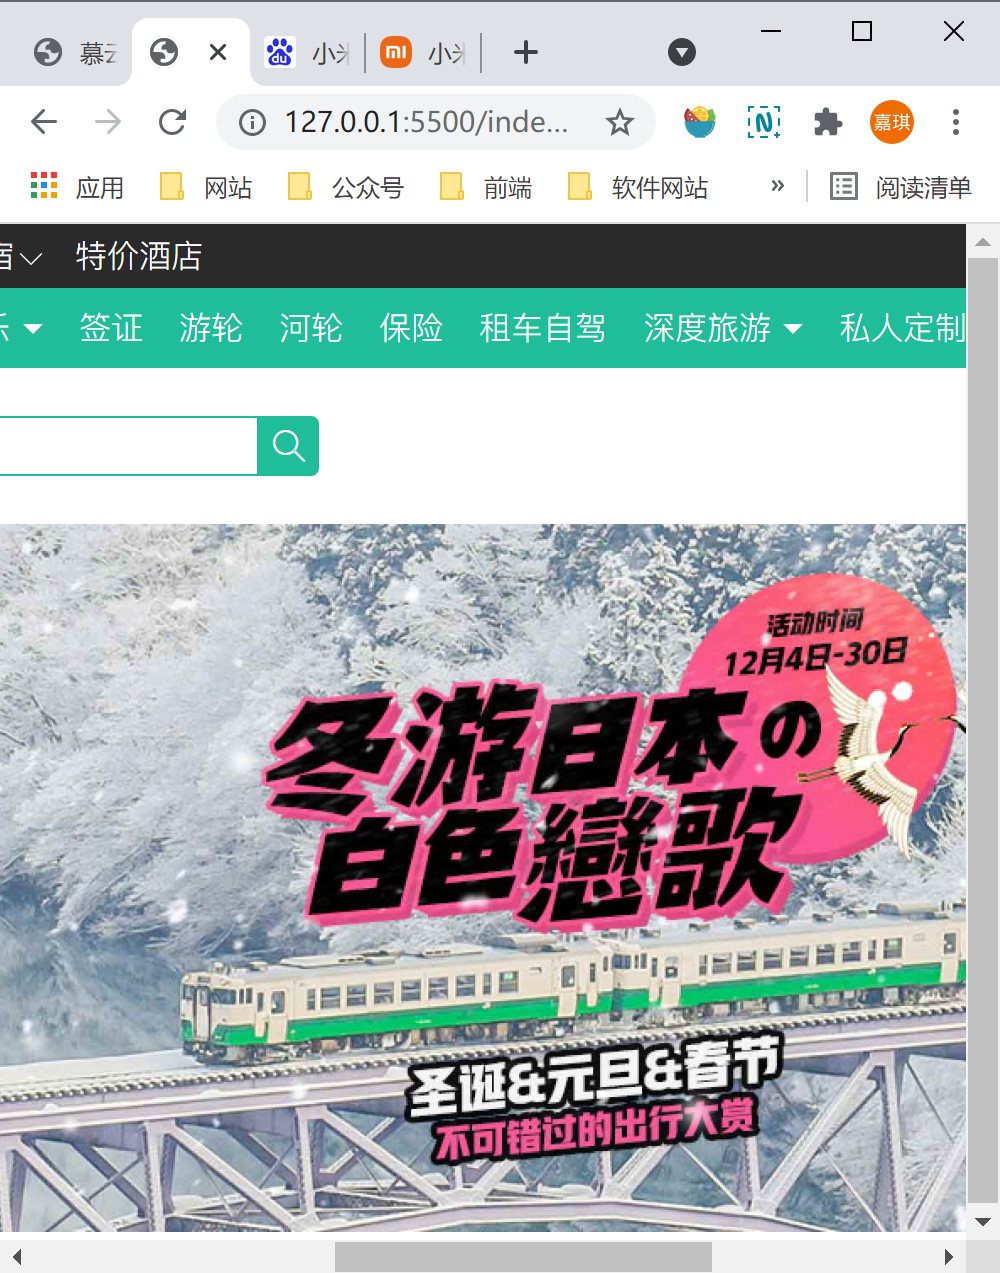 慕云
小米
小米
127.0.0.1:5500/inde...
嘉琪
应用
网站
公众号
前端
软件网站
»
阅读清单
特价酒店
签证
游轮
河轮
保险
租车自驾
深度旅游
私人定制
活动时间
12月4日-30日
冬游日本の
白色戀歌
圣诞&元旦&春节
不可错过的出行大赏